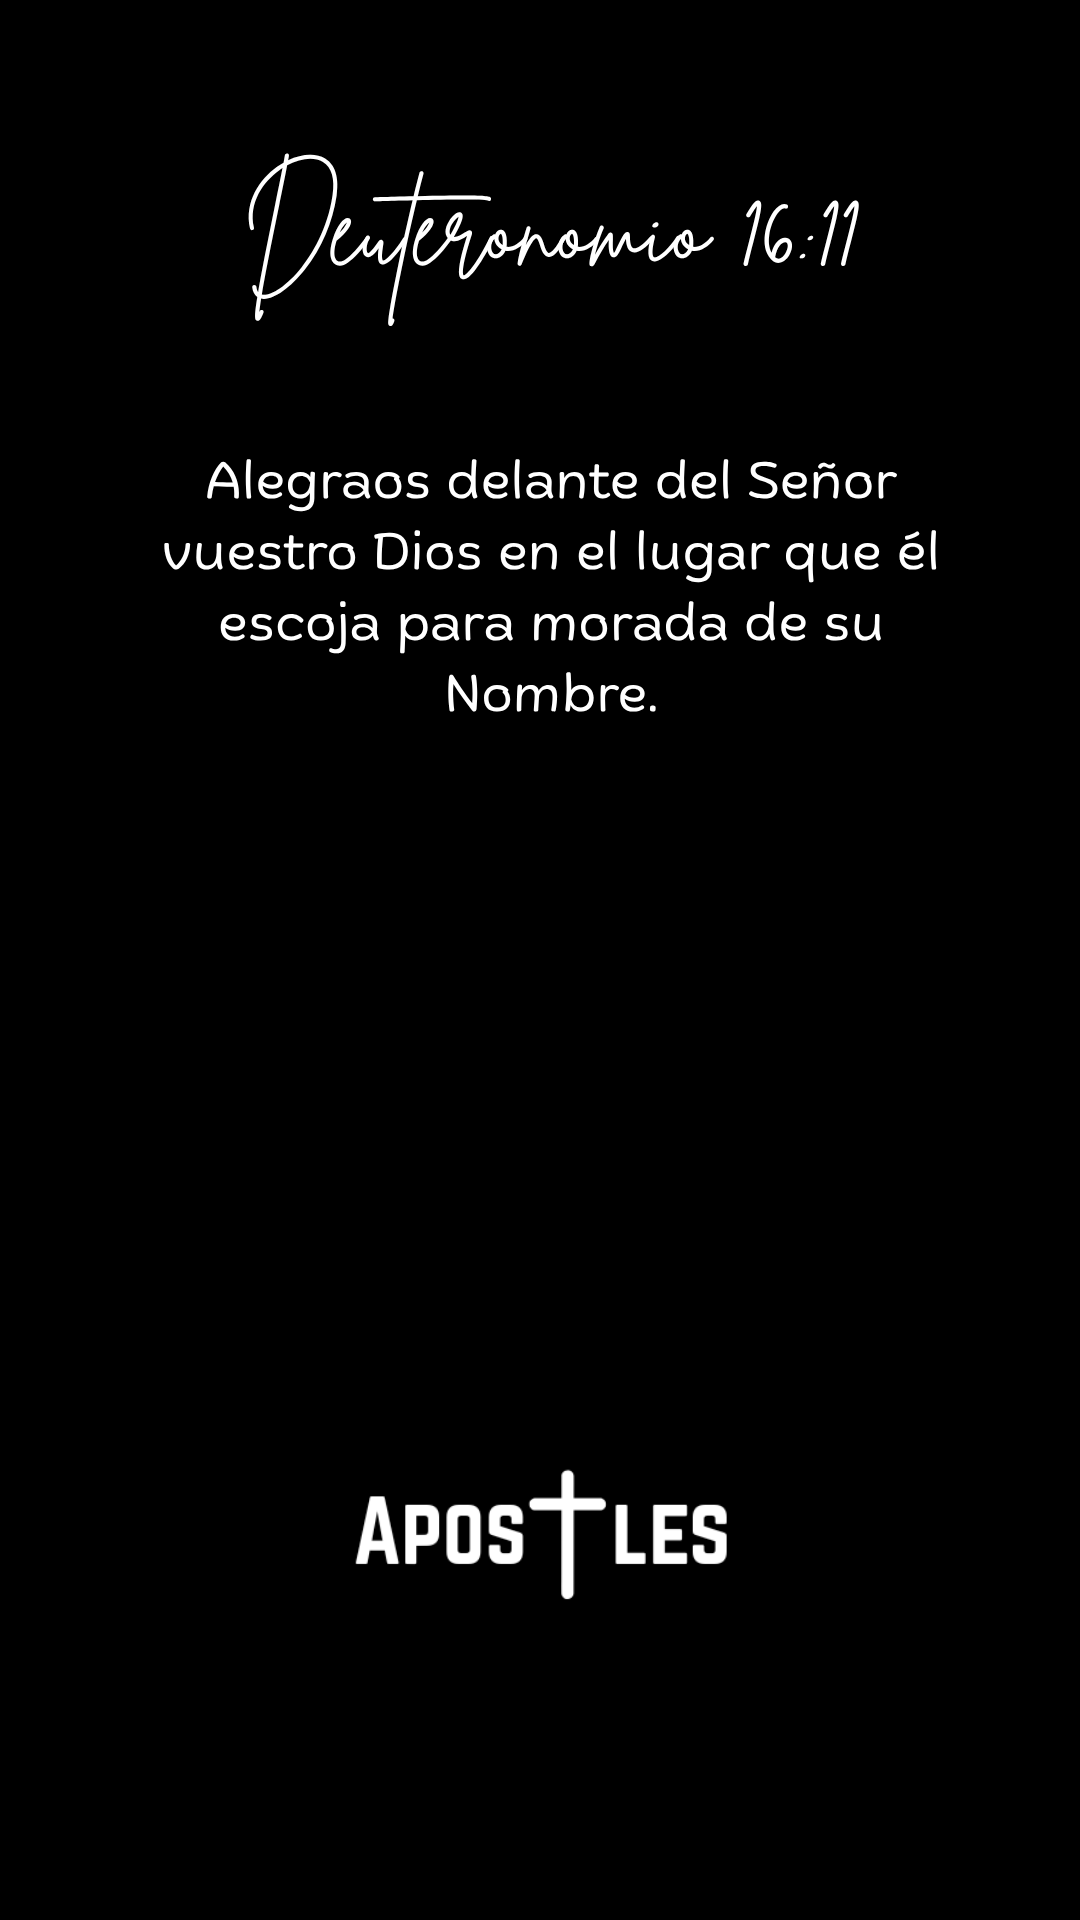 Deuteronomio 16:11
Alegraos delante del Señor
vuestro Dios en el lugar que él
escoja para morada de su
Nombre.
APOSTLES